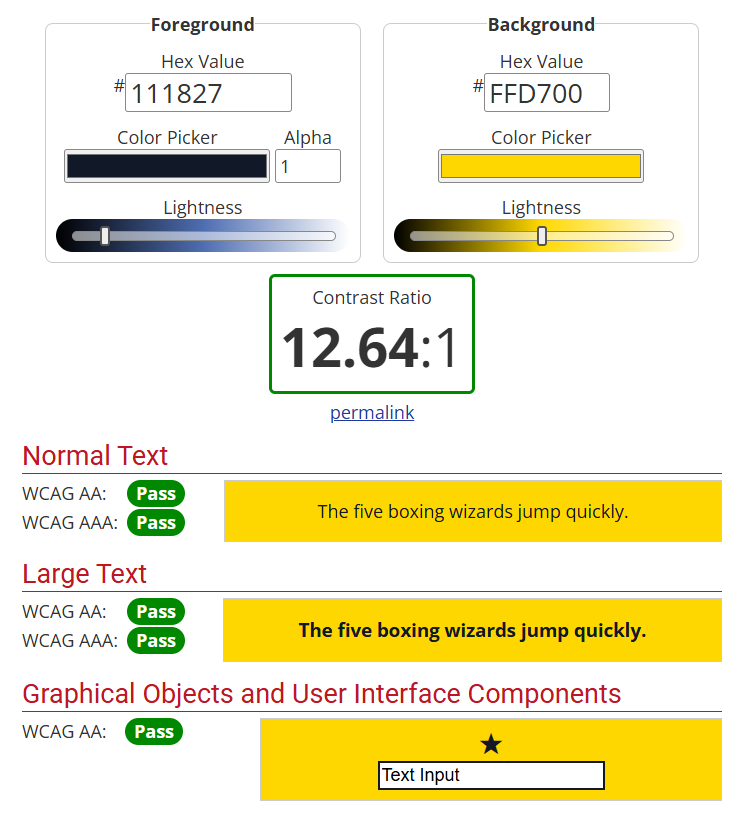 Foreground
Hex Value
#111827
Color Picker
Alpha
1
Lightness
Background
Hex Value
#FFD700
Color Picker
Lightness
Contrast Ratio
12.64:1
permalink
Normal Text
WCAG AA: Pass
WCAG AAA: Pass
The five boxing wizards jump quickly.
Large Text
WCAG AA: Pass
WCAG AAA: Pass
The five boxing wizards jump quickly.
Graphical Objects and User Interface Components
WCAG AA: Pass
Text Input